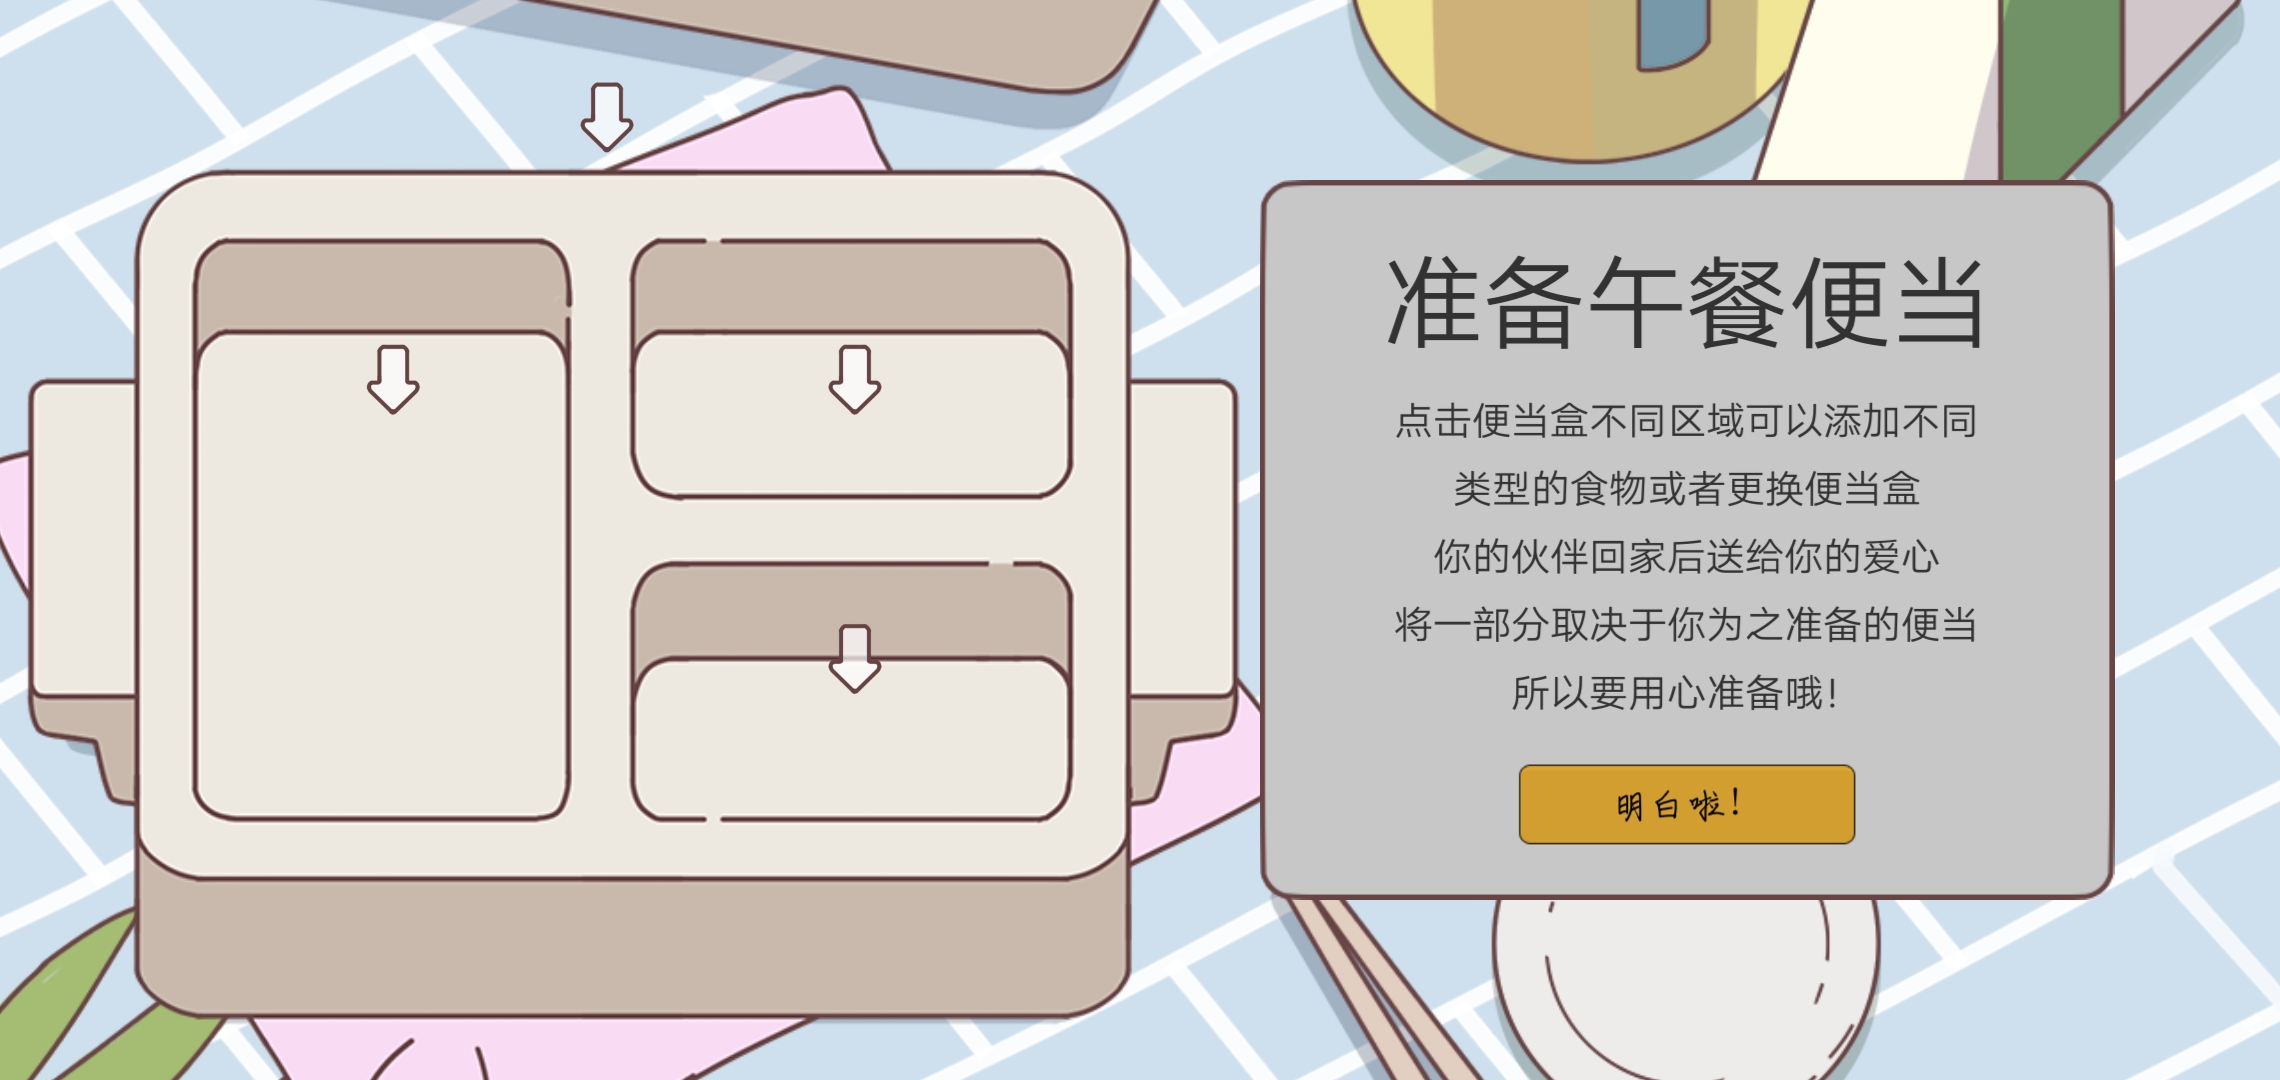 准备午餐便当
点击便当盒不同区域可以添加不同
类型的食物或者更换便当盒
你的伙伴回家后送给你的爱心
将一部分取决于你为之准备的便当
所以要用心准备哦!
明白啦!